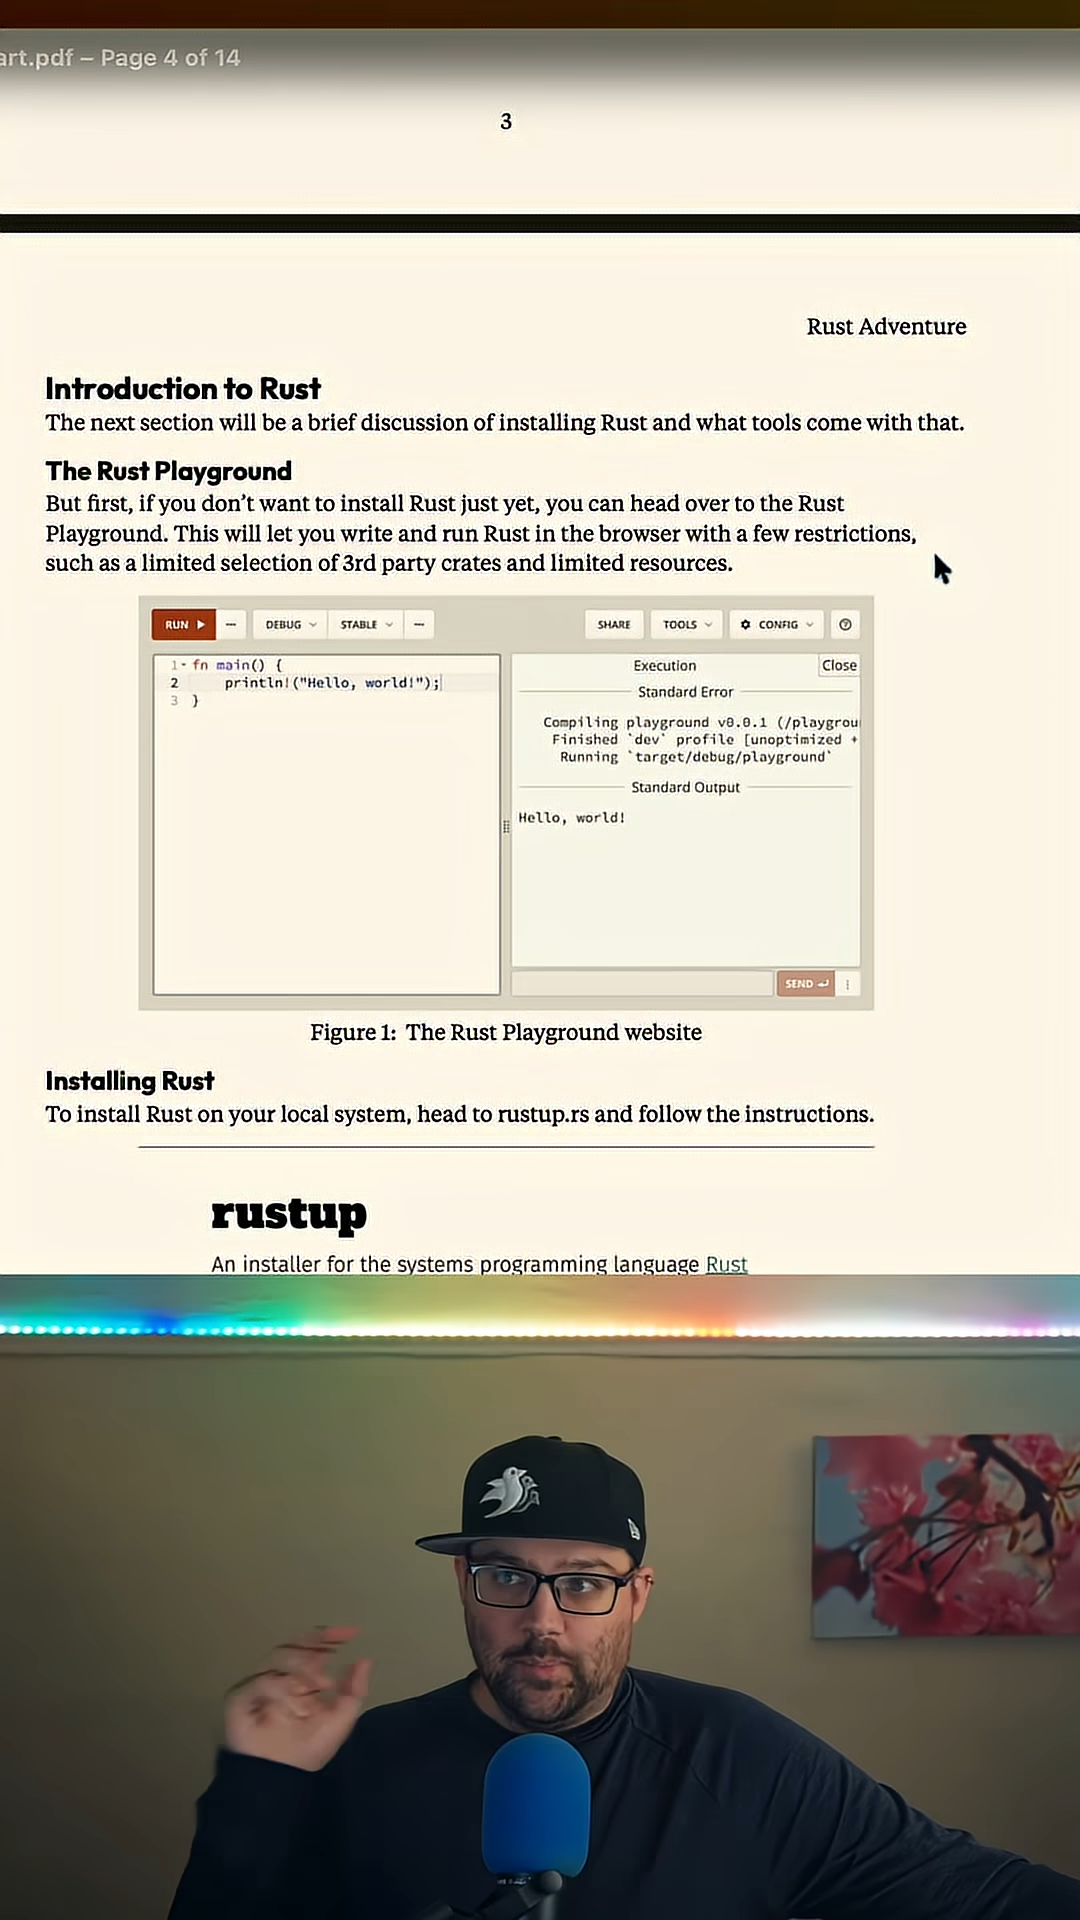 art.pdf – Page 4 of 14
3
Rust Adventure
Introduction to Rust
The next section will be a brief discussion of installing Rust and what tools come with that.
The Rust Playground
But first, if you don't want to install Rust just yet, you can head over to the Rust
Playground. This will let you write and run Rust in the browser with a few restrictions,
such as a limited selection of 3rd party crates and limited resources.
RUN ▶ ··· DEBUG STABLE ··· SHARE TOOLS CONFIG
1 fn main() {
2 println!("Hello, world!");
3 }
Execution Close
Standard Error
Compiling playground v0.0.1 (/playgrou
Finished `dev` profile [unoptimized +
Running `target/debug/playground`
Standard Output
Hello, world!
SEND
Figure 1: The Rust Playground website
Installing Rust
To install Rust on your local system, head to rustup.rs and follow the instructions.
rustup
An installer for the systems programming language Rust